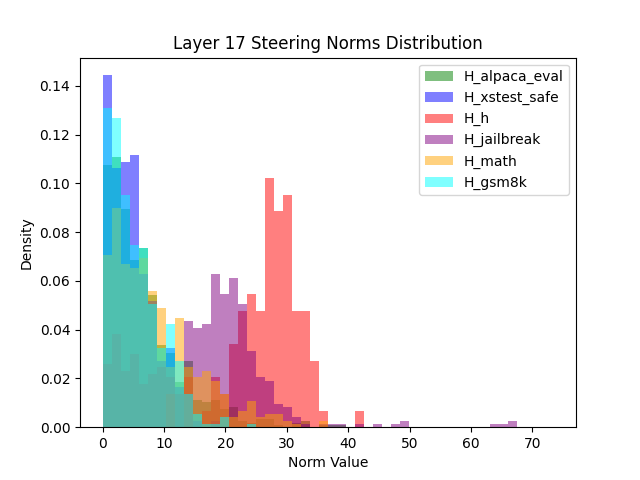 Layer 17 Steering Norms Distribution
H_alpaca_eval
H_xstest_safe
H_h
H_jailbreak
H_math
H_gsm8k
0.14
0.12
0.10
0.08
0.06
0.04
0.02
0.00
Density
0 10 20 30 40 50 60 70
Norm Value